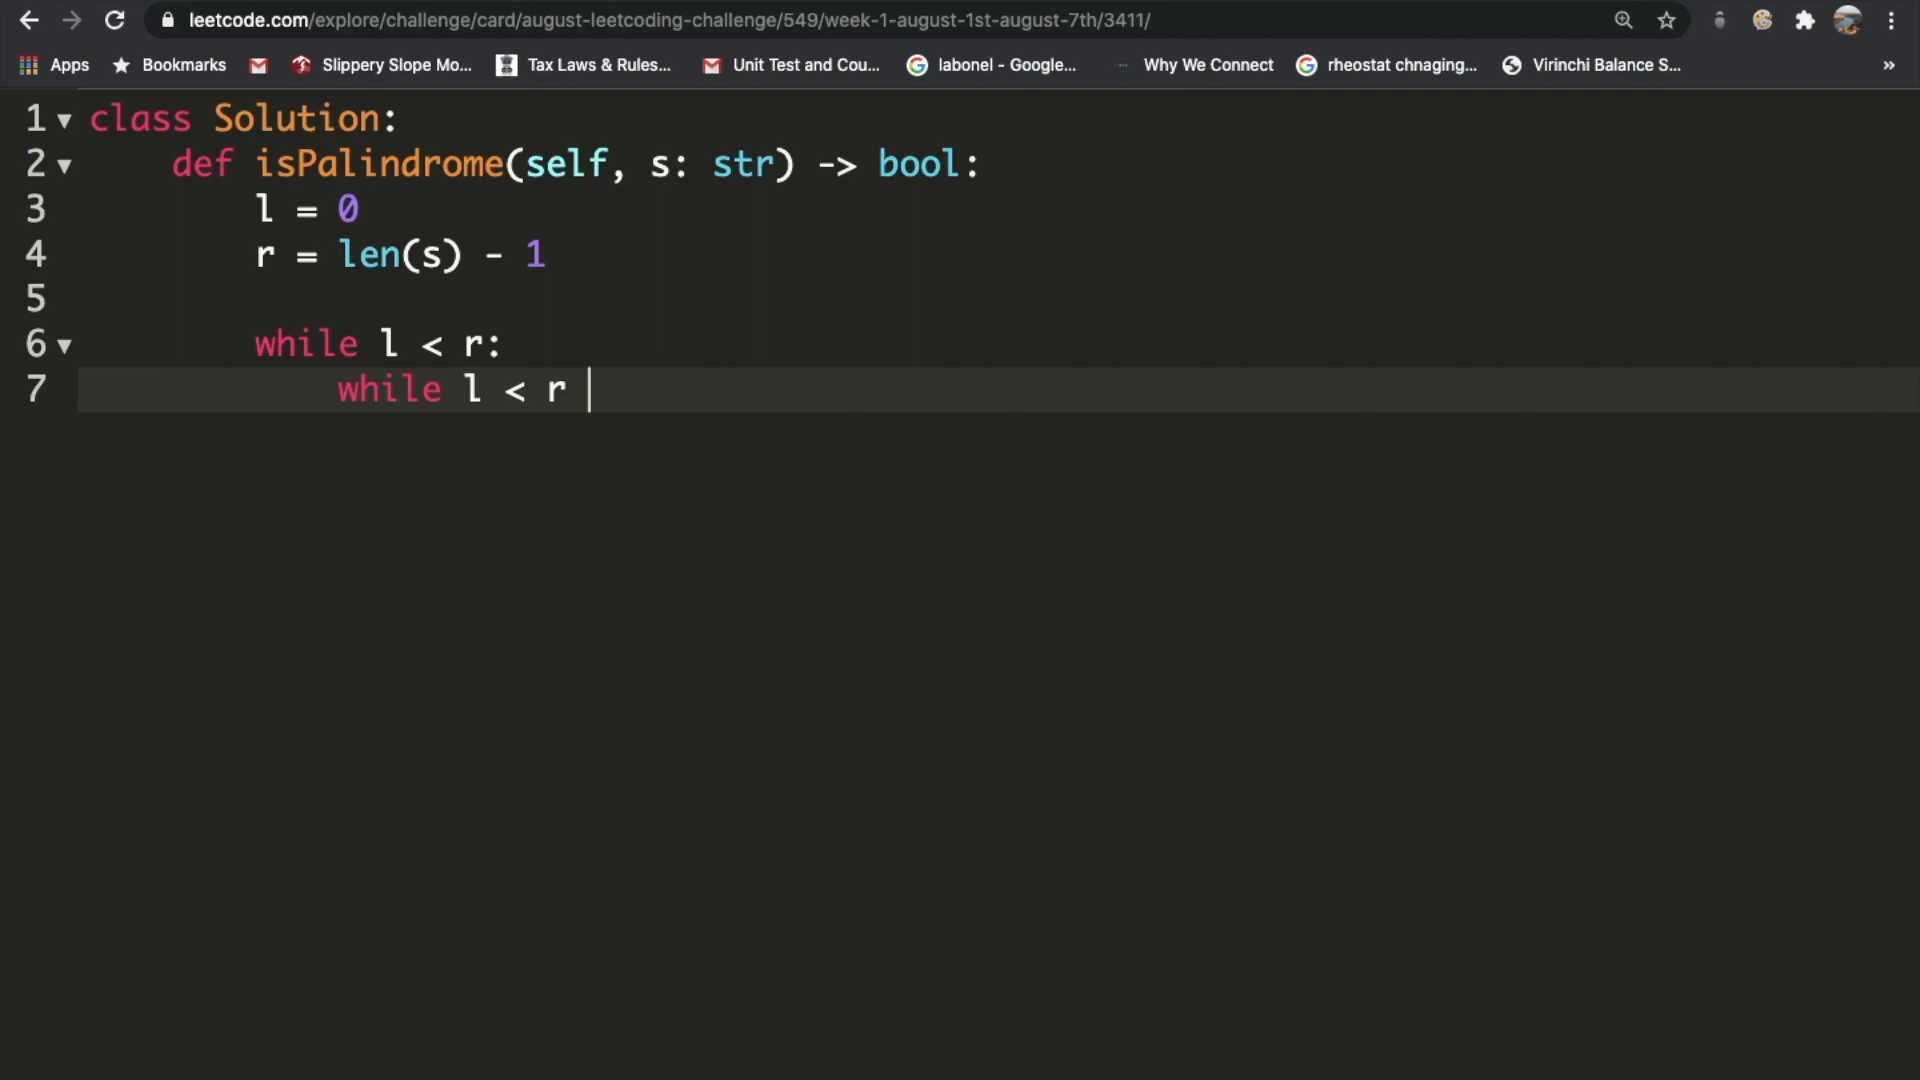 leetcode.com/explore/challenge/card/august-leetcoding-challenge/549/week-1-august-1st-august-7th/3411/
Apps Bookmarks Slippery Slope Mo... Tax Laws & Rules... Unit Test and Cou... labonel - Google... Why We Connect rheostat chnaging... Virinchi Balance S... »
1 class Solution:
2 def isPalindrome(self, s: str) -> bool:
3 l = 0
4 r = len(s) - 1
5
6 while l < r:
7 while l < r